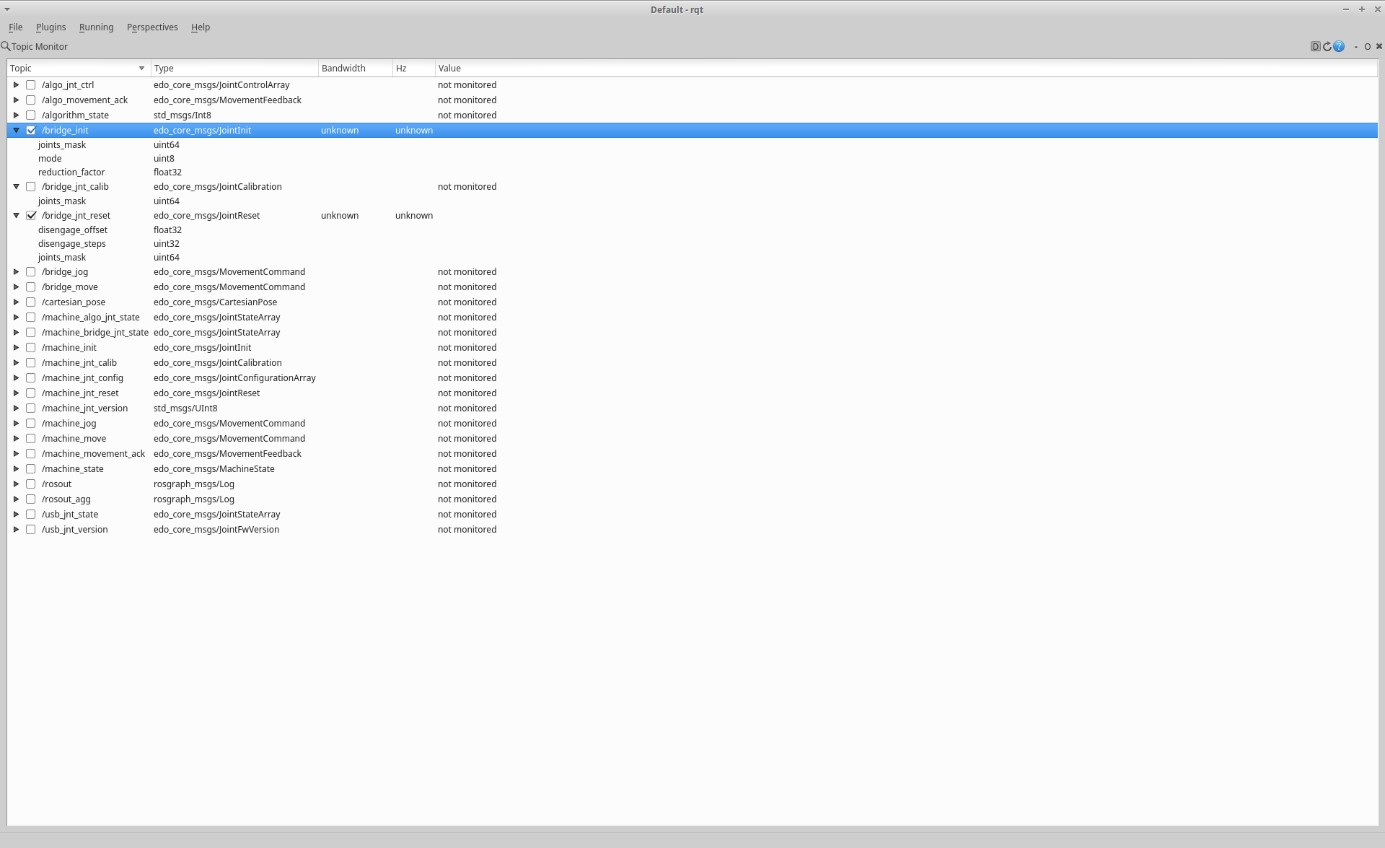 Default - rqt
File Plugins Running Perspectives Help
Topic Monitor D ? - O
Topic Type Bandwidth Hz Value
/algo_jnt_ctrl edo_core_msgs/JointControlArray not monitored
/algo_movement_ack edo_core_msgs/MovementFeedback not monitored
/algorithm_state std_msgs/Int8 not monitored
/bridge_init edo_core_msgs/JointInit unknown unknown
joints_mask uint64
mode uint8
reduction_factor float32
/bridge_jnt_calib edo_core_msgs/JointCalibration not monitored
joints_mask uint64
/bridge_jnt_reset edo_core_msgs/JointReset unknown unknown
disengage_offset float32
disengage_steps uint32
joints_mask uint64
/bridge_jog edo_core_msgs/MovementCommand not monitored
/bridge_move edo_core_msgs/MovementCommand not monitored
/cartesian_pose edo_core_msgs/CartesianPose not monitored
/machine_algo_jnt_state edo_core_msgs/JointStateArray not monitored
/machine_bridge_jnt_state edo_core_msgs/JointStateArray not monitored
/machine_init edo_core_msgs/JointInit not monitored
/machine_jnt_calib edo_core_msgs/JointCalibration not monitored
/machine_jnt_config edo_core_msgs/JointConfigurationArray not monitored
/machine_jnt_reset edo_core_msgs/JointReset not monitored
/machine_jnt_version std_msgs/UInt8 not monitored
/machine_jog edo_core_msgs/MovementCommand not monitored
/machine_move edo_core_msgs/MovementCommand not monitored
/machine_movement_ack edo_core_msgs/MovementFeedback not monitored
/machine_state edo_core_msgs/MachineState not monitored
/rosout rosgraph_msgs/Log not monitored
/rosout_agg rosgraph_msgs/Log not monitored
/usb_jnt_state edo_core_msgs/JointStateArray not monitored
/usb_jnt_version edo_core_msgs/JointFwVersion not monitored